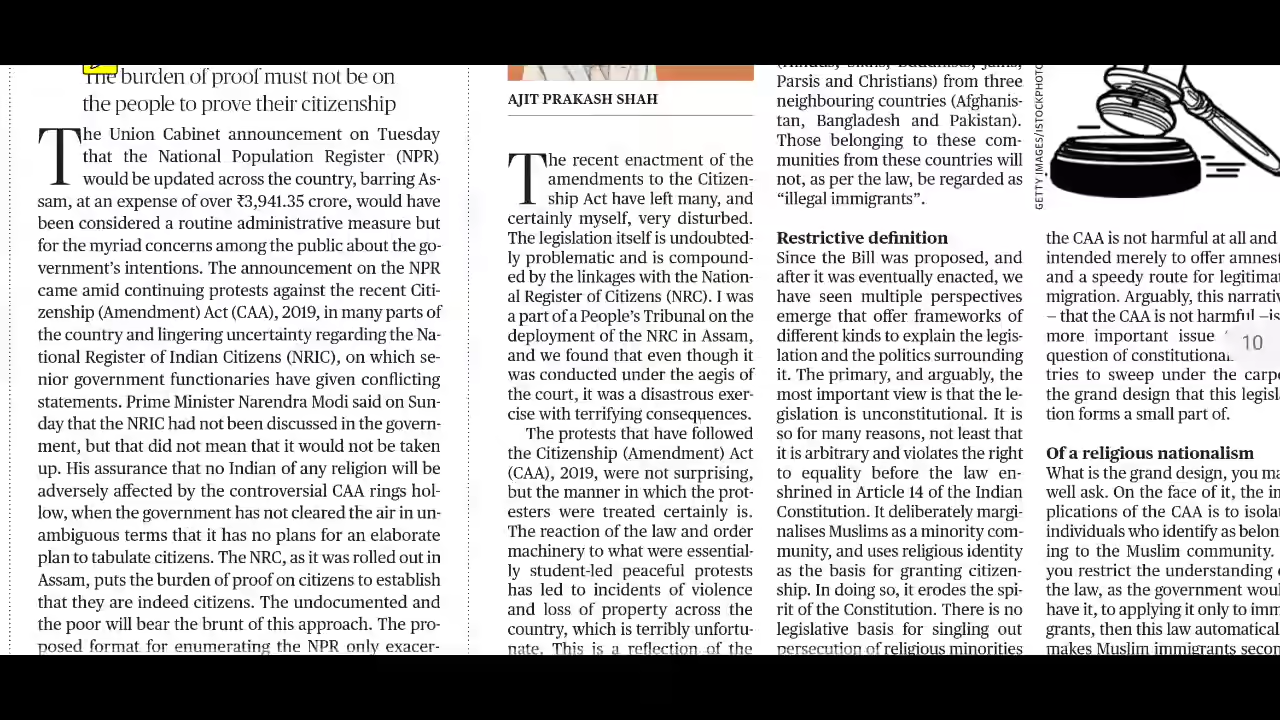 The burden of proof must not be on
the people to prove their citizenship
The Union Cabinet announcement on Tuesday
that the National Population Register (NPR)
would be updated across the country, barring As-
sam, at an expense of over ₹3,941.35 crore, would have
been considered a routine administrative measure but
for the myriad concerns among the public about the go-
vernment’s intentions. The announcement on the NPR
came amid continuing protests against the recent Citi-
zenship (Amendment) Act (CAA), 2019, in many parts of
the country and lingering uncertainty regarding the Na-
tional Register of Indian Citizens (NRIC), on which se-
nior government functionaries have given conflicting
statements. Prime Minister Narendra Modi said on Sun-
day that the NRIC had not been discussed in the govern-
ment, but that did not mean that it would not be taken
up. His assurance that no Indian of any religion will be
adversely affected by the controversial CAA rings hol-
low, when the government has not cleared the air in un-
ambiguous terms that it has no plans for an elaborate
plan to tabulate citizens. The NRC, as it was rolled out in
Assam, puts the burden of proof on citizens to establish
that they are indeed citizens. The undocumented and
the poor will bear the brunt of this approach. The pro-
posed format for enumerating the NPR only exacer-
AJIT PRAKASH SHAH
The recent enactment of the
amendments to the Citizen-
ship Act have left many, and
certainly myself, very disturbed.
The legislation itself is undoubted-
ly problematic and is compound-
ed by the linkages with the Nation-
al Register of Citizens (NRC). I was
a part of a People’s Tribunal on the
deployment of the NRC in Assam,
and we found that even though it
was conducted under the aegis of
the court, it was a disastrous exer-
cise with terrifying consequences.
The protests that have followed
the Citizenship (Amendment) Act
(CAA), 2019, were not surprising,
but the manner in which the prot-
esters were treated certainly is.
The reaction of the law and order
machinery to what were essential-
ly student-led peaceful protests
has led to incidents of violence
and loss of property across the
country, which is terribly unfortu-
nate. This is a reflection of the
(Hindus, Sikhs, Buddhists, Jains,
Parsis and Christians) from three
neighbouring countries (Afghanis-
tan, Bangladesh and Pakistan).
Those belonging to these com-
munities from these countries will
not, as per the law, be regarded as
“illegal immigrants”.
Restrictive definition
Since the Bill was proposed, and
after it was eventually enacted, we
have seen multiple perspectives
emerge that offer frameworks of
different kinds to explain the legis-
lation and the politics surrounding
it. The primary, and arguably, the
most important view is that the le-
gislation is unconstitutional. It is
so for many reasons, not least that
it is arbitrary and violates the right
to equality before the law en-
shrined in Article 14 of the Indian
Constitution. It deliberately margi-
nalises Muslims as a minority com-
munity, and uses religious identity
as the basis for granting citizen-
ship. In doing so, it erodes the spi-
rit of the Constitution. There is no
legislative basis for singling out
persecution of religious minorities
GETTY IMAGES/ISTOCKPHOTO
the CAA is not harmful at all and
intended merely to offer amnest
and a speedy route for legitimat
migration. Arguably, this narrativ
– that the CAA is not harmful – is
more important issue
question of constitutional
tries to sweep under the carpe
the grand design that this legisl
tion forms a small part of.
10
Of a religious nationalism
What is the grand design, you ma
well ask. On the face of it, the im
plications of the CAA is to isolat
individuals who identify as belon
ing to the Muslim community.
you restrict the understanding o
the law, as the government woul
have it, to applying it only to imm
grants, then this law automatical
makes Muslim immigrants secon